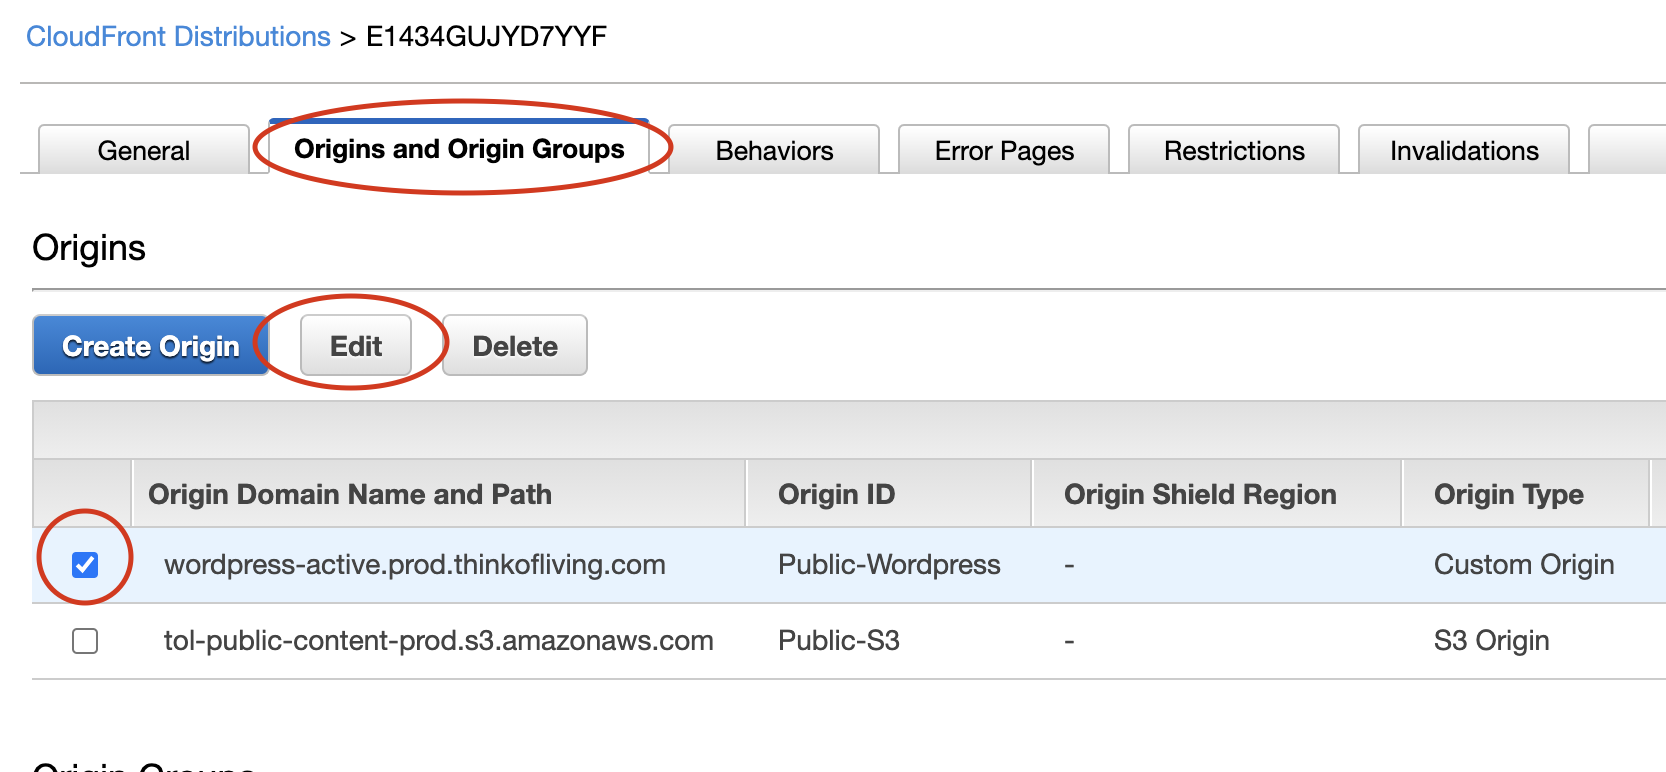 CloudFront Distributions > E1434GUJYD7YYF
General Origins and Origin Groups Behaviors Error Pages Restrictions Invalidations
Origins
Create Origin Edit Delete
Origin Domain Name and Path Origin ID Origin Shield Region Origin Type
wordpress-active.prod.thinkofliving.com Public-Wordpress - Custom Origin
tol-public-content-prod.s3.amazonaws.com Public-S3 - S3 Origin
Origin Groups